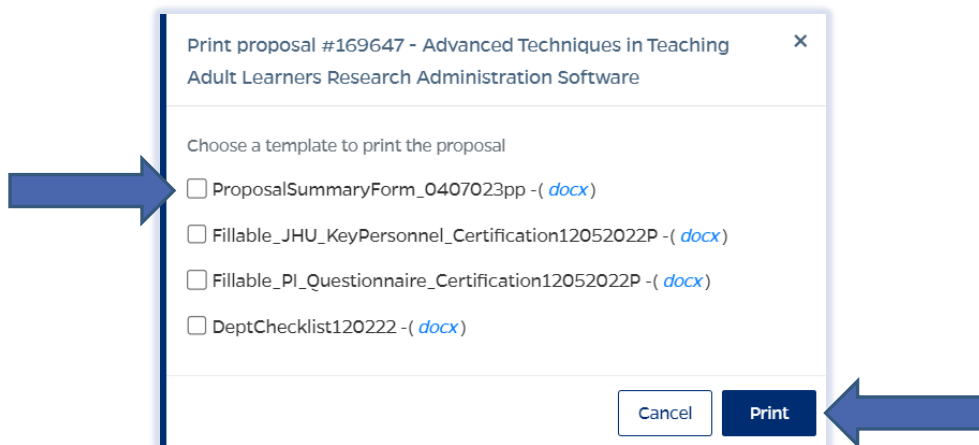 Print proposal #169647 - Advanced Techniques in Teaching
Adult Learners Research Administration Software
×
Choose a template to print the proposal
ProposalSummaryForm_0407023pp -( docx )
Fillable_JHU_KeyPersonnel_Certification12052022P -( docx )
Fillable_PI_Questionnaire_Certification12052022P -( docx )
DeptChecklist120222 -( docx )
Cancel
Print